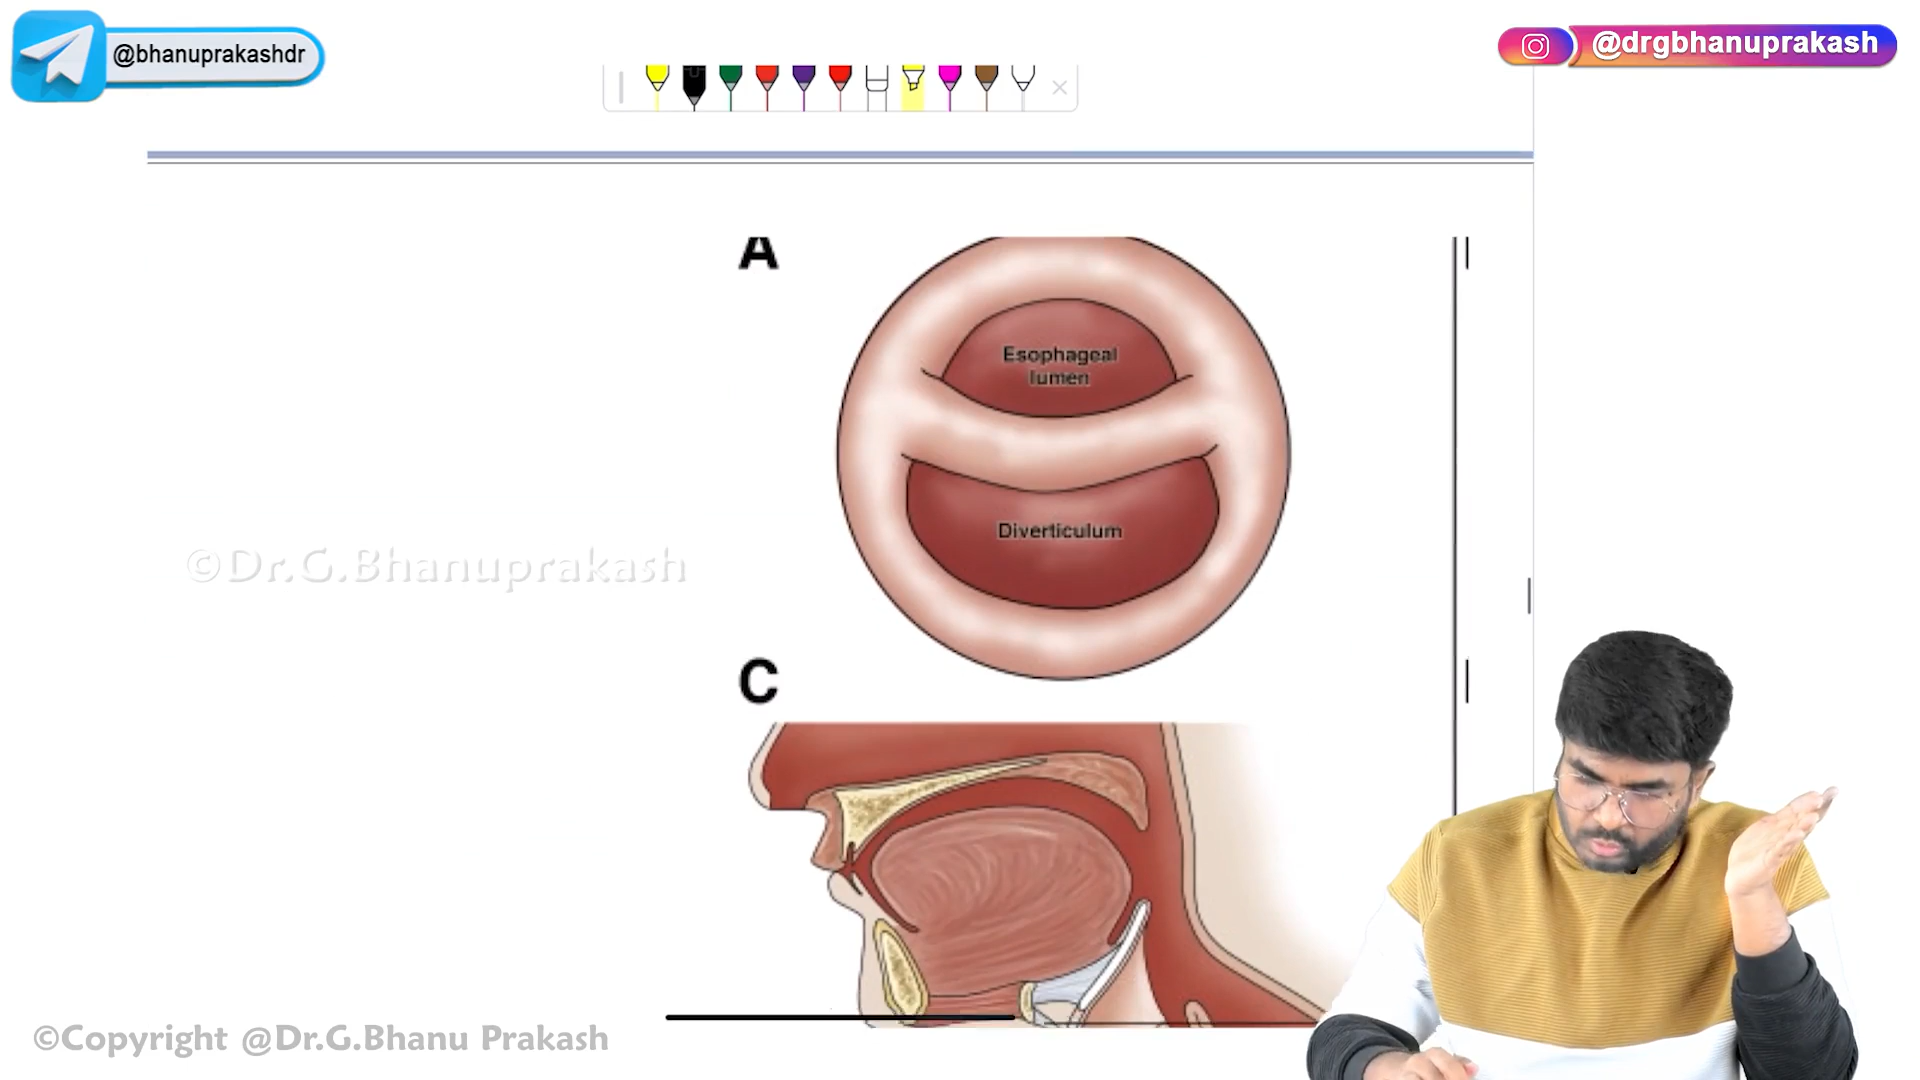 @bhanuprakashdr
@drgbhanuprakash
A
Esophageal
lumen
Diverticulum
©Dr.G.Bhanuprakash
C
©Copyright @Dr.G.Bhanu Prakash